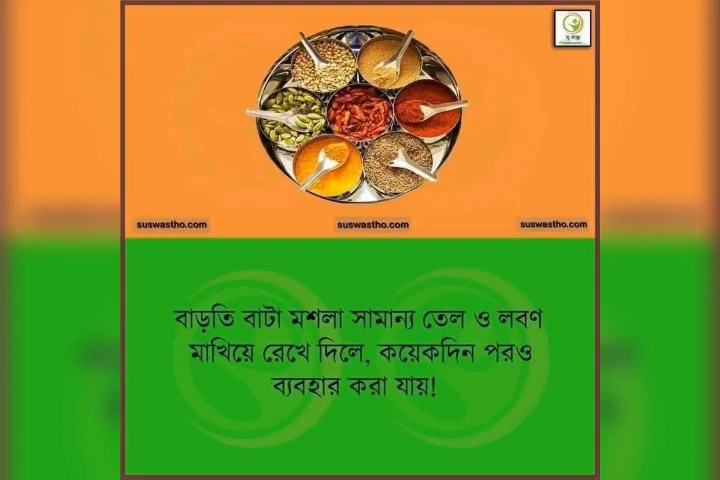 সু-স্বাস্থ্য
suswastho.com suswastho.com suswastho.com
বাড়তি বাটা মশলা সামান্য তেল ও লবণ
মাখিয়ে রেখে দিলে, কয়েকদিন পরও
ব্যবহার করা যায়!